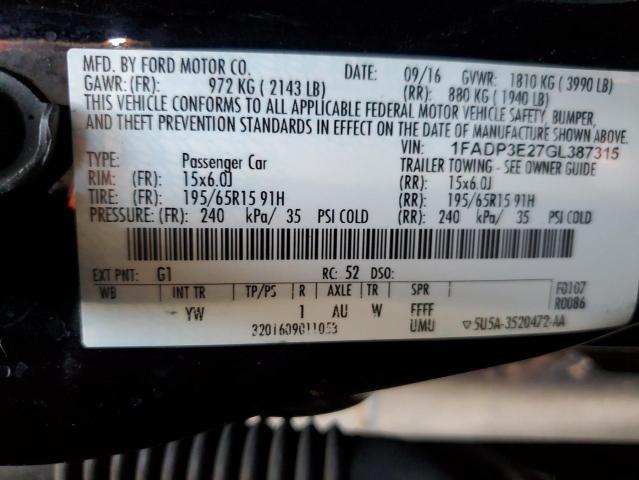 MFD. BY FORD MOTOR CO. DATE: 09/16 GVWR: 1810 KG ( 3990 LB)
GAWR: (FR): 972 KG ( 2143 LB) (RR): 880 KG ( 1940 LB)
THIS VEHICLE CONFORMS TO ALL APPLICABLE FEDERAL MOTOR VEHICLE SAFETY, BUMPER,
AND THEFT PREVENTION STANDARDS IN EFFECT ON THE DATE OF MANUFACTURE SHOWN ABOVE.
VIN: 1FADP3E27GL387315
TYPE: Passenger Car TRAILER TOWING - SEE OWNER GUIDE
RIM: (FR): 15x6.0J (RR): 15x6.0J
TIRE: (FR): 195/65R15 91H (RR): 195/65R15 91H
PRESSURE: (FR): 240 kPa/ 35 PSI COLD (RR): 240 kPa/ 35 PSI COLD
EXT PNT: G1 RC: 52 DSO:
WB INT TR TP/PS R AXLE TR SPR F0107
R0086
YW 1 AU W FFFF
3201609011053 UMU ▽5U5A-3520472-AA